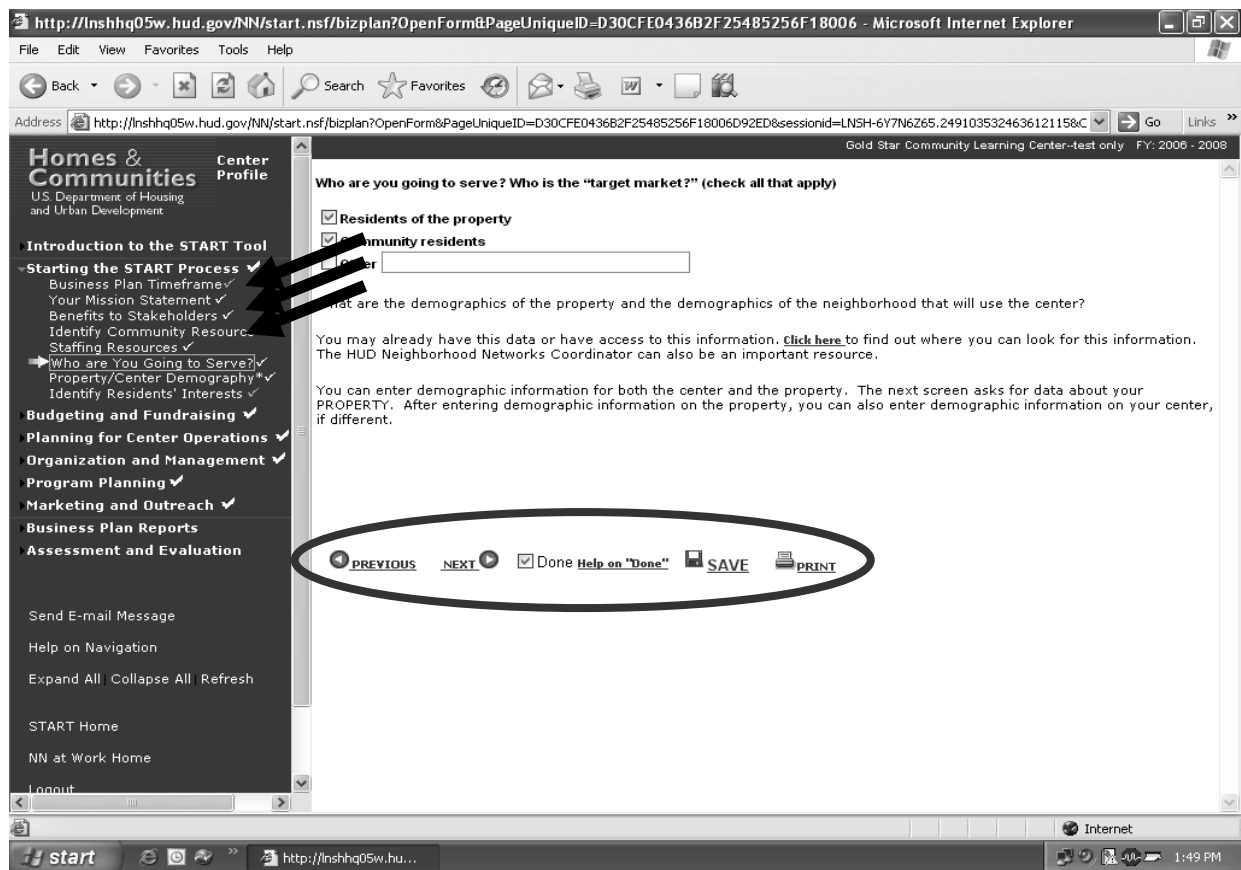 http://lnshhq05w.hud.gov/NN/start.nsf/bizplan?OpenForm&PageUniqueID=D30CFE0436B2F25485256F18006 - Microsoft Internet Explorer
File Edit View Favorites Tools Help
Back Search Favorites
Address http://lnshhq05w.hud.gov/NN/start.nsf/bizplan?OpenForm&PageUniqueID=D30CFE0436B2F25485256F18006D92ED&sessionid=LNSH-6Y7N6Z65.249103532463612115&C Go Links »
Homes &
Communities
U.S. Department of Housing
and Urban Development
Center
Profile
Introduction to the START Tool
Starting the START Process ✓
Business Plan Timeframe✓
Your Mission Statement ✓
Benefits to Stakeholders ✓
Identify Community
Staffing Resources ✓
Who are You Going to Serve?✓
Property/Center Demography*✓
Identify Residents' Interests ✓
Budgeting and Fundraising ✓
Planning for Center Operations ✓
Organization and Management ✓
Program Planning ✓
Marketing and Outreach ✓
Business Plan Reports
Assessment and Evaluation
Send E-mail Message
Help on Navigation
Expand All | Collapse All | Refresh
START Home
NN at Work Home
Logout
Gold Star Community Learning Center--test only FY: 2006 - 2008
Who are you going to serve? Who is the “target market?” (check all that apply)
Residents of the property
residents
are the demographics of the property and the demographics of the neighborhood that will use the center?
You may already have this data or have access to this information. Click here to find out where you can look for this information.
The HUD Neighborhood Networks Coordinator can also be an important resource.
You can enter demographic information for both the center and the property. The next screen asks for data about your
PROPERTY. After entering demographic information on the property, you can also enter demographic information on your center,
if different.
PREVIOUS NEXT Done Help on "Done" SAVE PRINT
Internet
start » http://lnshhq05w.hu... 1:49 PM